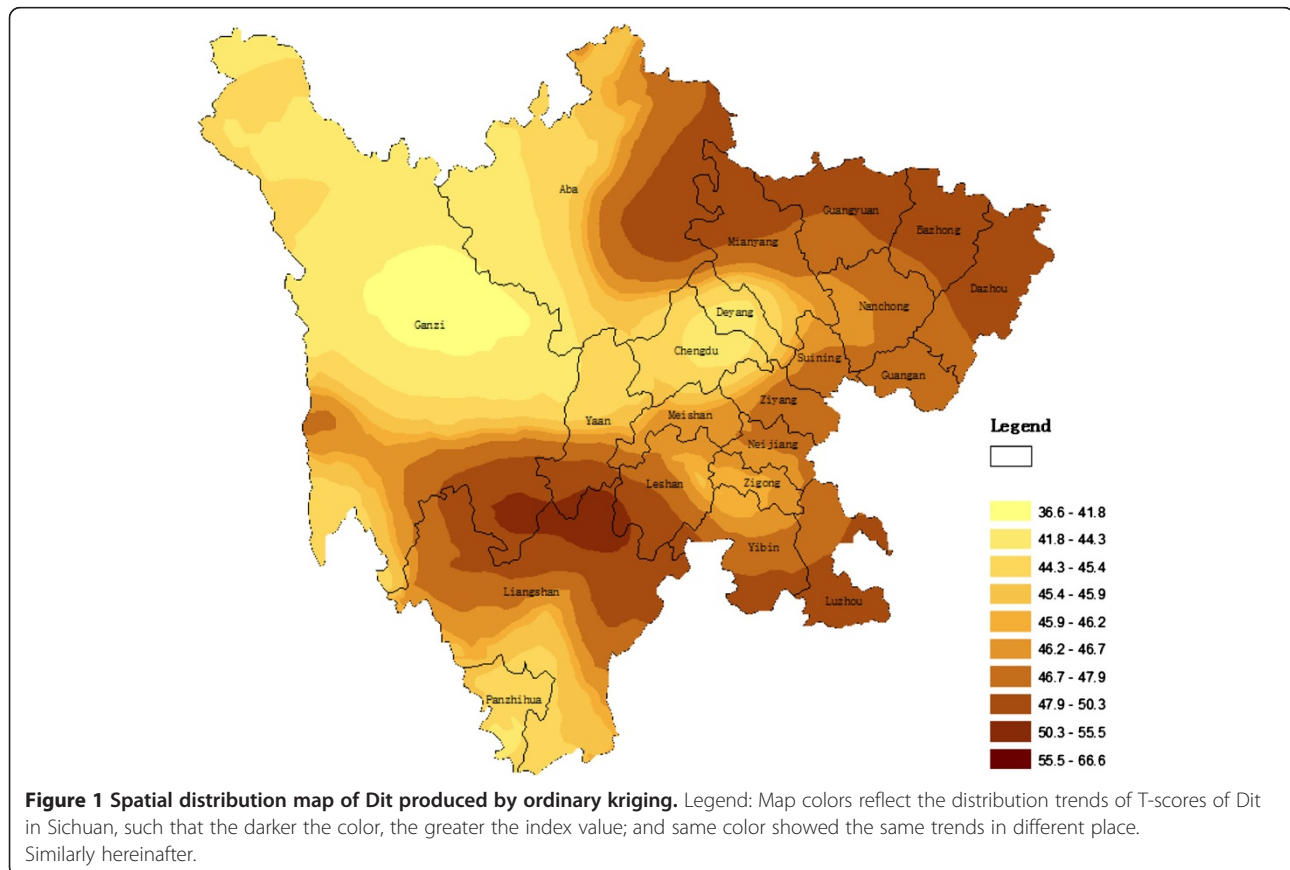 Aba
Guangyuan
Bazhong
Mianyang
Dazhou
Nanchong
Deyang
Ganzi
Chengdu
Suining
Guangan
Ziyang
Meishan
Yaan
Neijiang
Leshan
Zigong
Yibin
Liangshan
Luzhou
Panzhihua
Legend
36.6 - 41.8
41.8 - 44.3
44.3 - 45.4
45.4 - 45.9
45.9 - 46.2
46.2 - 46.7
46.7 - 47.9
47.9 - 50.3
50.3 - 55.5
55.5 - 66.6
Figure 1 Spatial distribution map of Dit produced by ordinary kriging. Legend: Map colors reflect the distribution trends of T-scores of Dit
in Sichuan, such that the darker the color, the greater the index value; and same color showed the same trends in different place.
Similarly hereinafter.